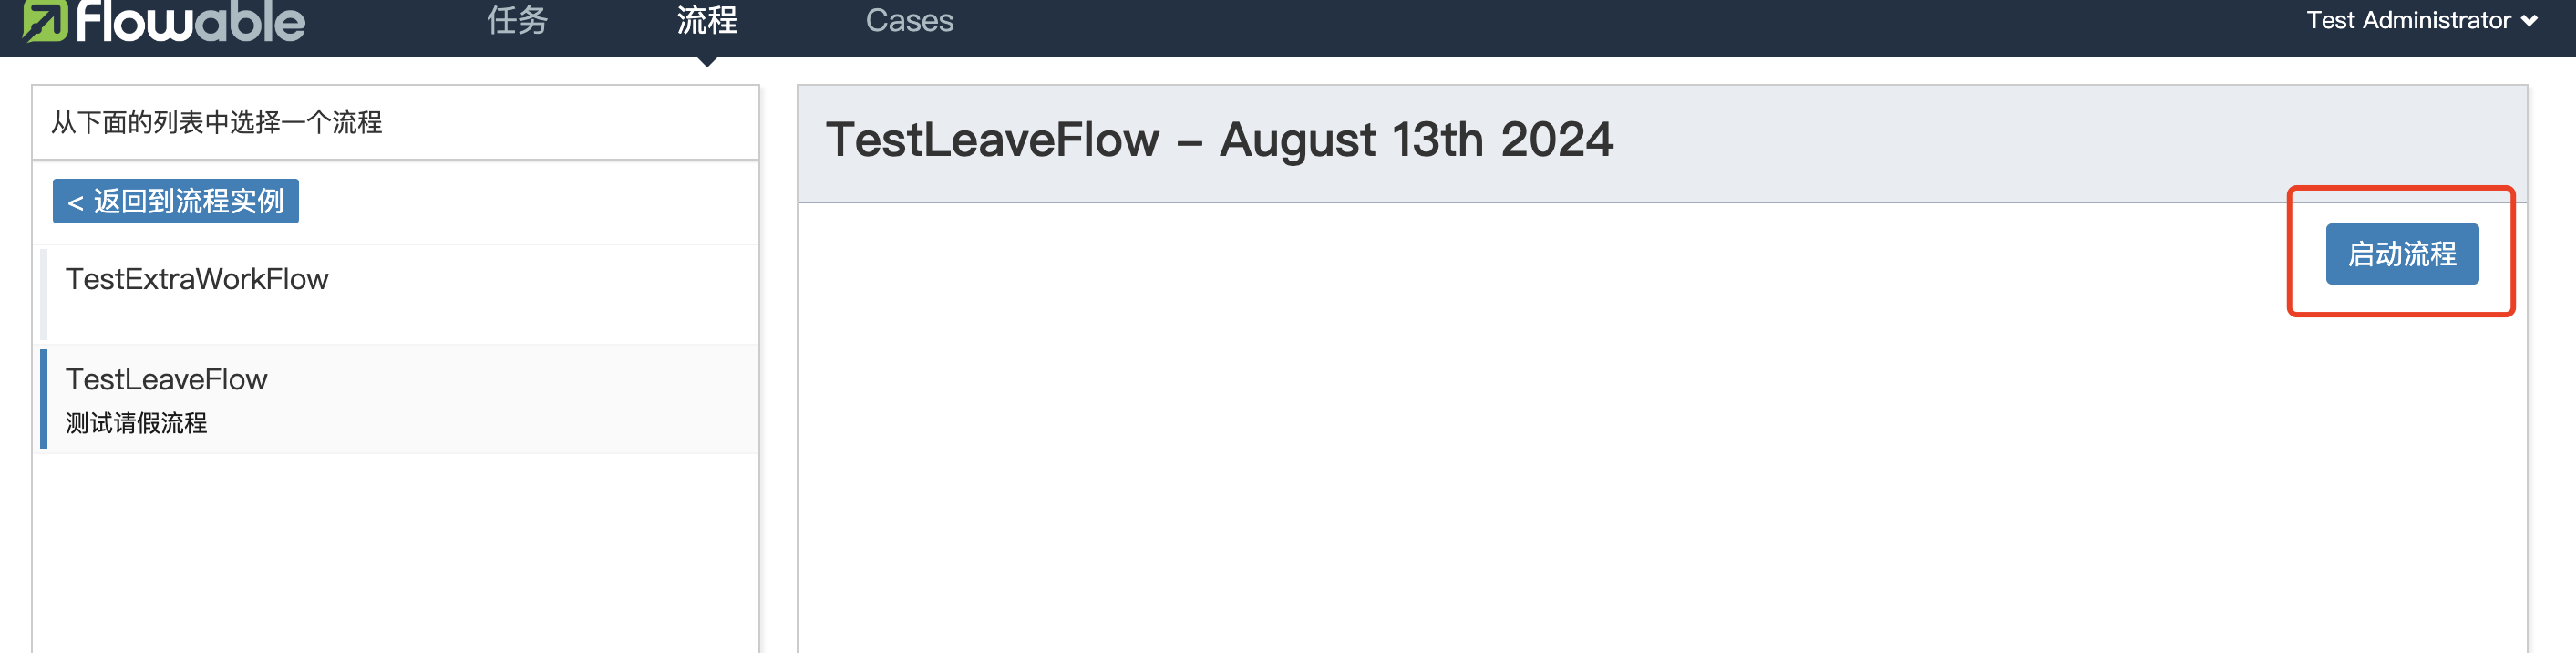 flowable 任务 流程 Cases Test Administrator
从下面的列表中选择一个流程
< 返回到流程实例
TestExtraWorkFlow
TestLeaveFlow
测试请假流程
TestLeaveFlow – August 13th 2024
启动流程